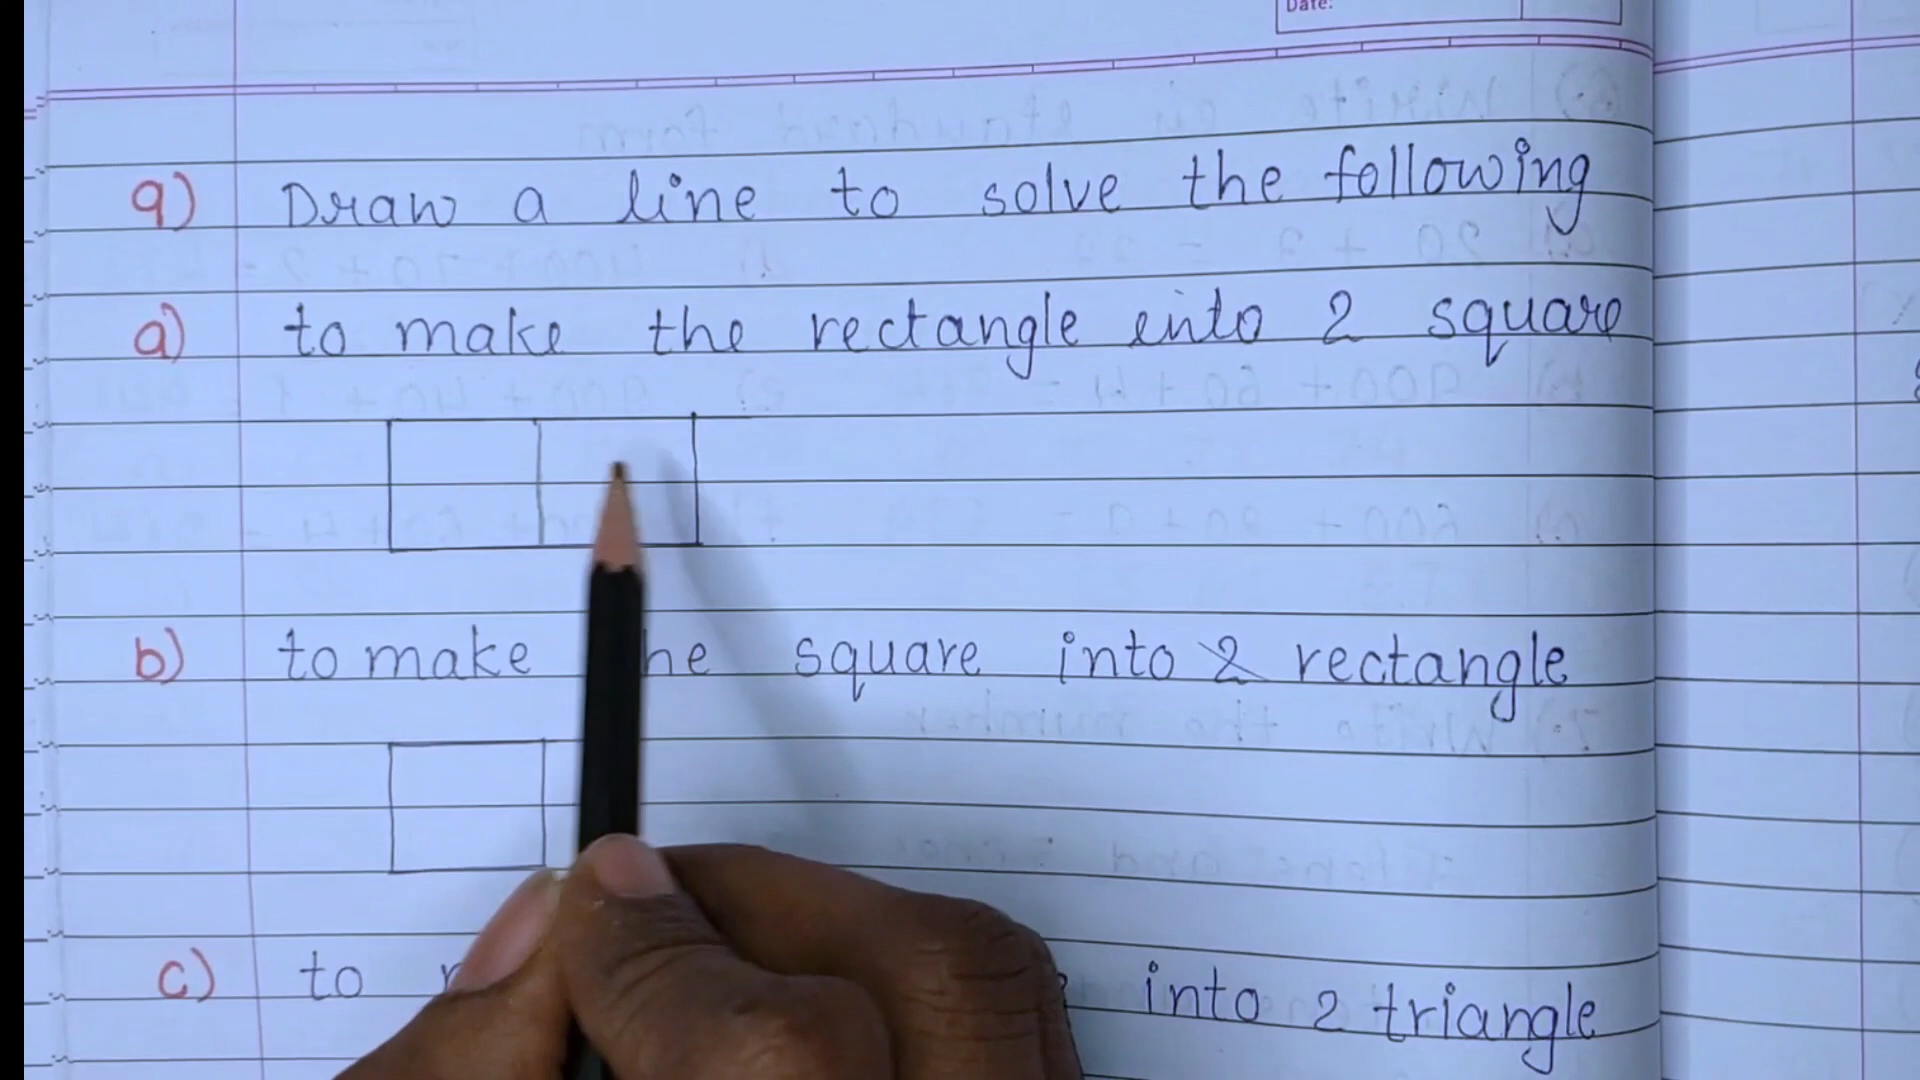 Date:
9) Draw a line to solve the following
a) to make the rectangle into 2 square
b) to make he square into 2 rectangle
c) to into 2 triangle